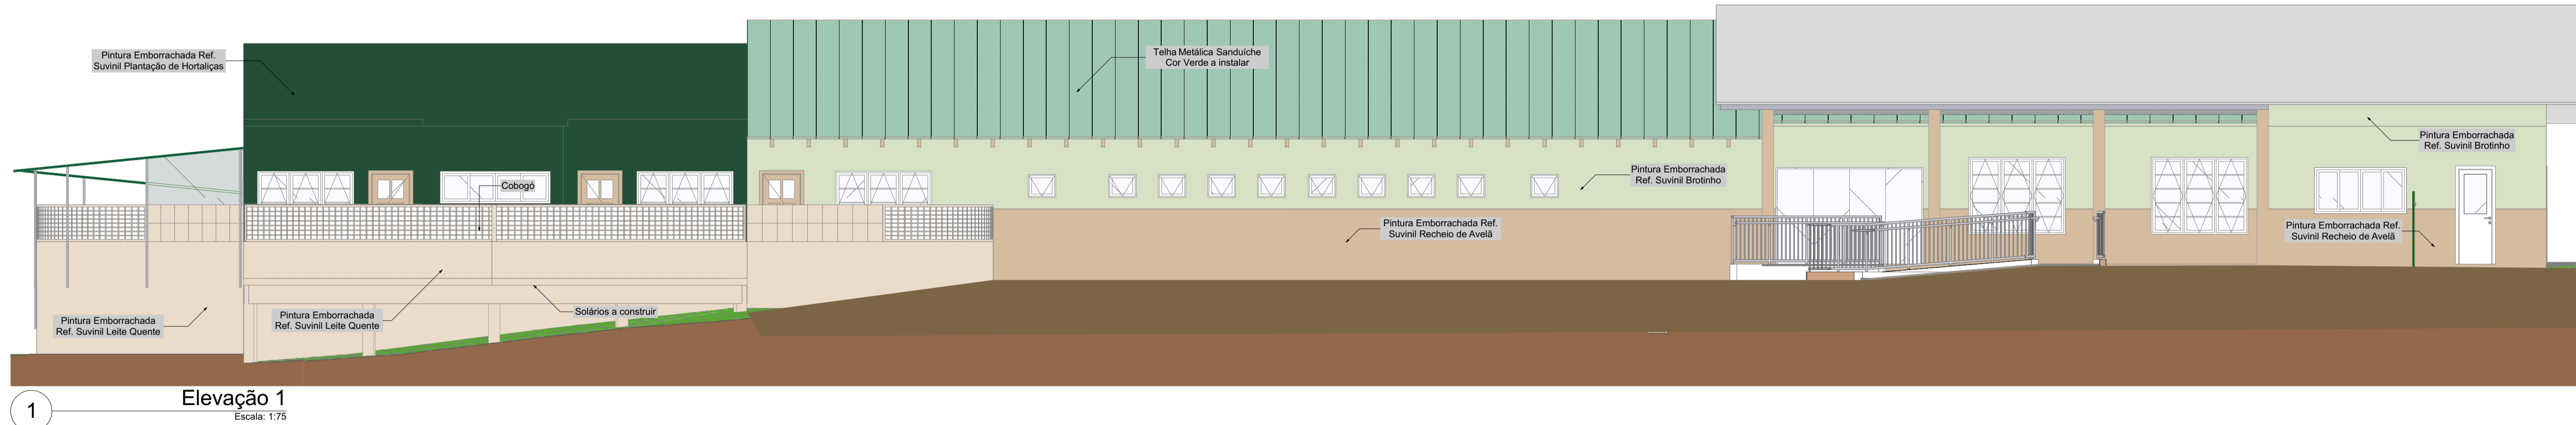 Pintura Emborrachada Ref.
Suvinil Plantação de Hortaliças
Telha Metálica Sanduíche
Cor Verde a instalar
Pintura Emborrachada
Ref. Suvinil Brotinho
Cobogó
Pintura Emborrachada
Ref. Suvinil Brotinho
Pintura Emborrachada Ref.
Suvinil Recheio de Avelã
Pintura Emborrachada Ref.
Suvinil Recheio de Avelã
Pintura Emborrachada
Ref. Suvinil Leite Quente
Pintura Emborrachada
Ref. Suvinil Leite Quente
Solários a construir
1
Elevação 1
Escala: 1:75